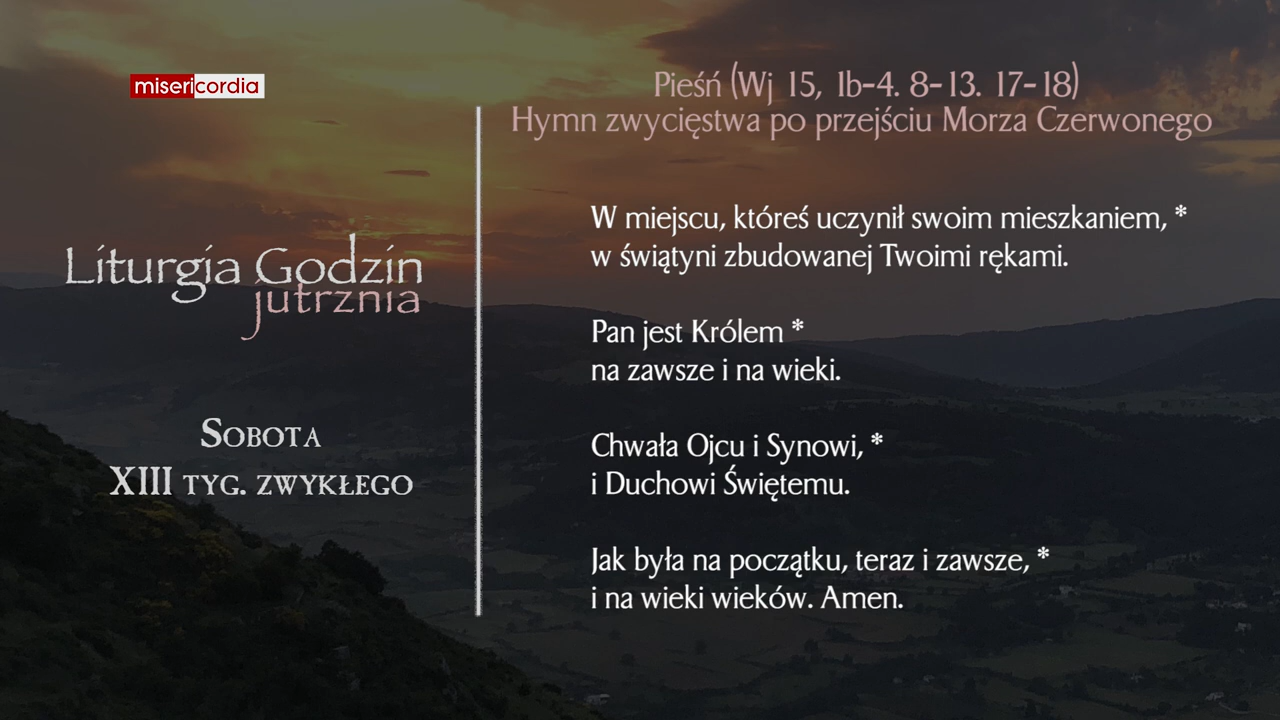 misericordia
Liturgia Godzin
jutrznia
Sobota
XIII tyg. zwykłego
Pieśń (Wj 15, 1b-4. 8-13. 17-18)
Hymn zwycięstwa po przejściu Morza Czerwonego
W miejscu, któreś uczynił swoim mieszkaniem, *
w świątyni zbudowanej Twoimi rękami.
Pan jest Królem *
na zawsze i na wieki.
Chwała Ojcu i Synowi, *
i Duchowi Świętemu.
Jak była na początku, teraz i zawsze, *
i na wieki wieków. Amen.